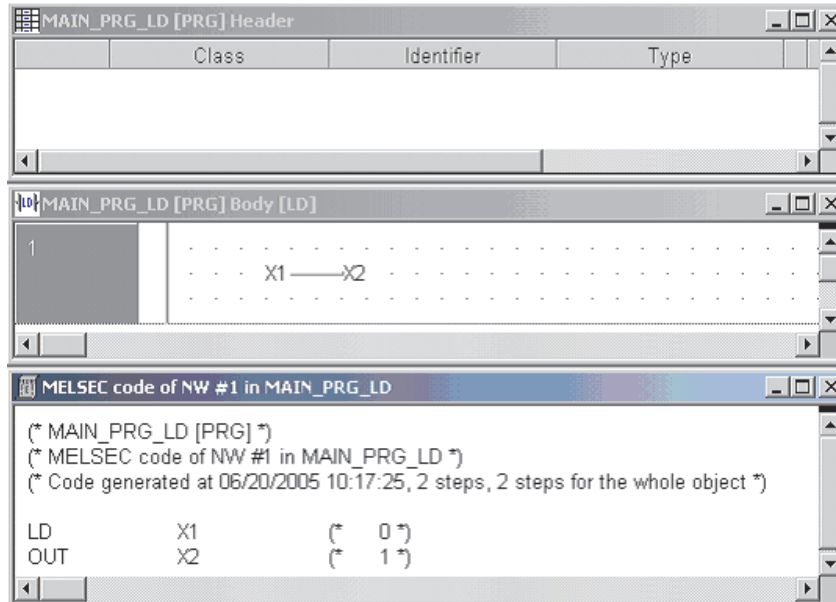 MAIN_PRG_LD [PRG] Header
Class Identifier Type
MAIN_PRG_LD [PRG] Body [LD]
1
X1 X2
MELSEC code of NW #1 in MAIN_PRG_LD
(* MAIN_PRG_LD [PRG] *)
(* MELSEC code of NW #1 in MAIN_PRG_LD *)
(* Code generated at 06/20/2005 10:17:25, 2 steps, 2 steps for the whole object *)
LD X1 (* 0 *)
OUT X2 (* 1 *)